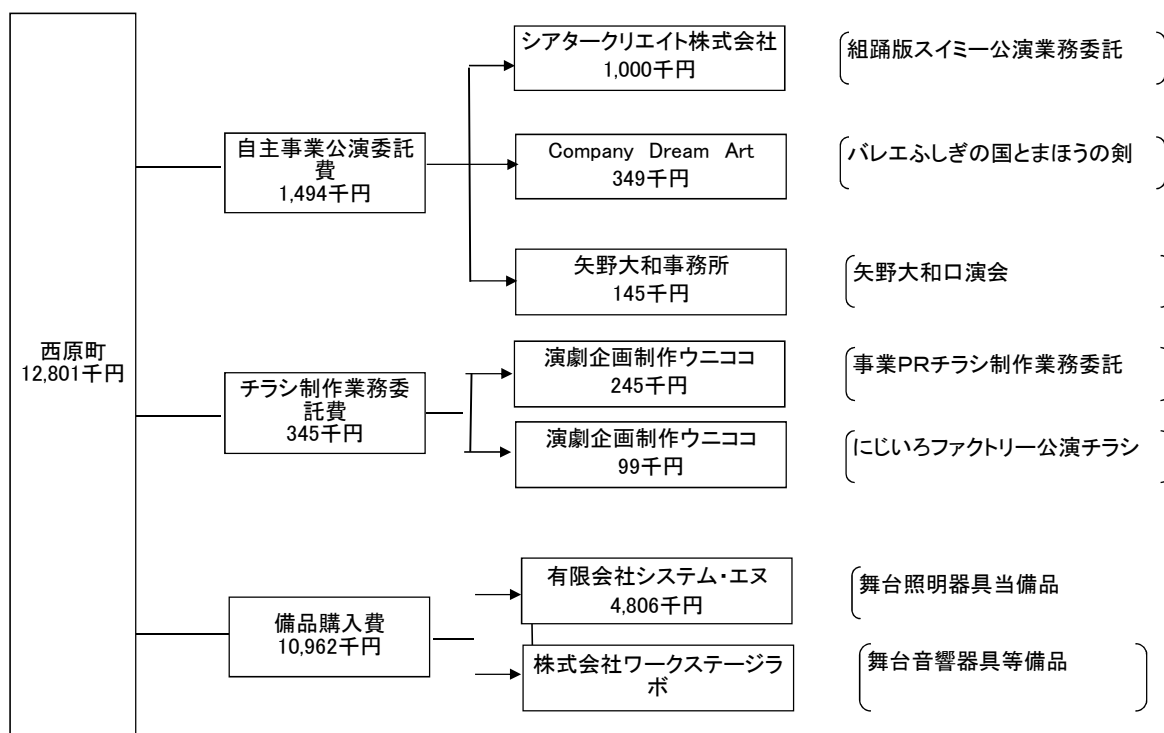 西原町
12,801千円
自主事業公演委託
費
1,494千円
シアタークリエイト株式会社
1,000千円
組踊版スイミー公演業務委託
Company Dream Art
349千円
バレエふしぎの国とまほうの剣
矢野大和事務所
145千円
矢野大和口演会
チラシ制作業務委
託費
345千円
演劇企画制作ウニココ
245千円
事業PRチラシ制作業務委託
演劇企画制作ウニココ
99千円
にじいろファクトリー公演チラシ
備品購入費
10,962千円
有限会社システム・エヌ
4,806千円
舞台照明器具当備品
株式会社ワークステージラ
ボ
舞台音響器具等備品